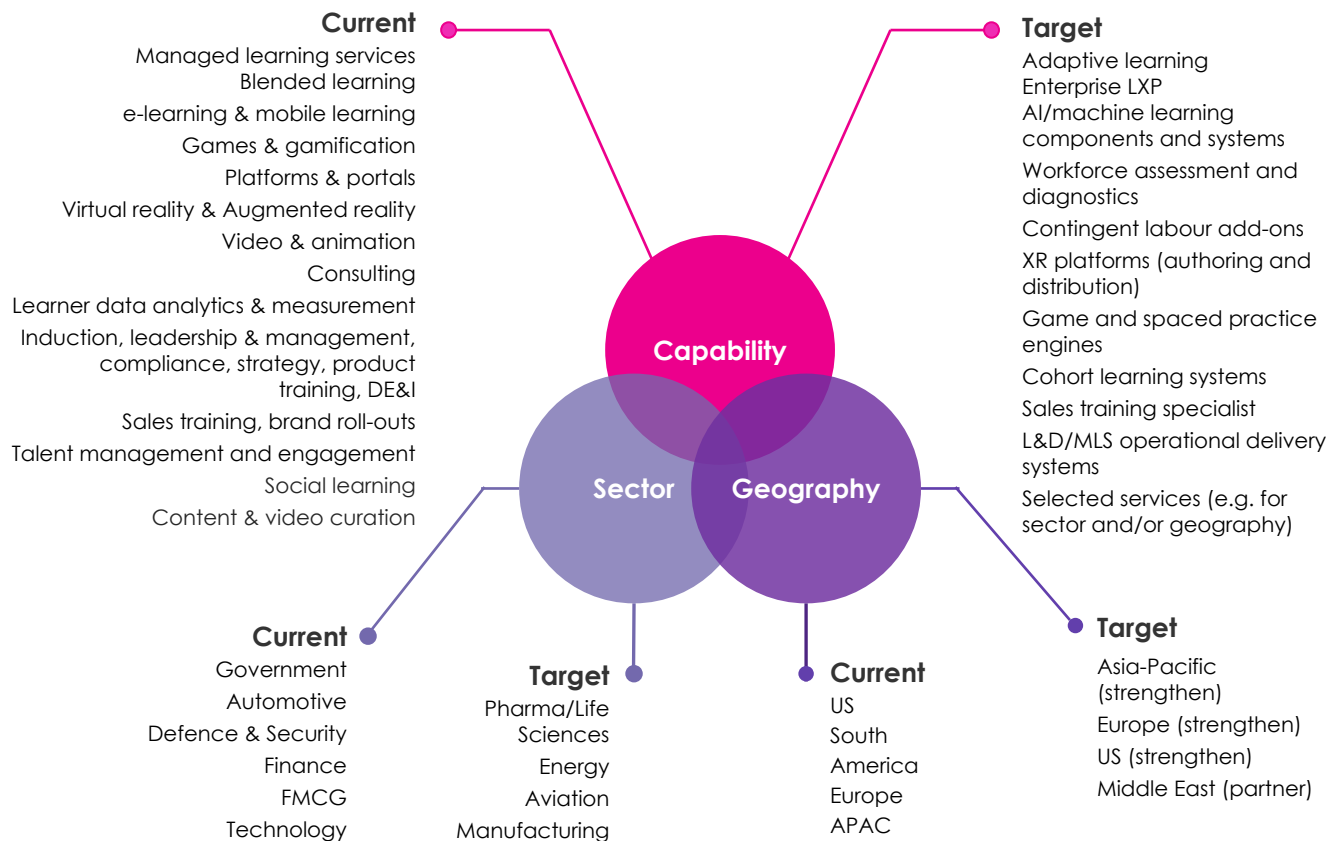 Current
Managed learning services
Blended learning
e-learning & mobile learning
Games & gamification
Platforms & portals
Virtual reality & Augmented reality
Video & animation
Consulting
Learner data analytics & measurement
Induction, leadership & management,
compliance, strategy, product
training, DE&I
Sales training, brand roll-outs
Talent management and engagement
Social learning
Content & video curation
Target
Adaptive learning
Enterprise LXP
AI/machine learning
components and systems
Workforce assessment and
diagnostics
Contingent labour add-ons
XR platforms (authoring and
distribution)
Game and spaced practice
engines
Cohort learning systems
Sales training specialist
L&D/MLS operational delivery
systems
Selected services (e.g. for
sector and/or geography)
Capability
Sector
Geography
Current
Government
Automotive
Defence & Security
Finance
FMCG
Technology
Target
Pharma/Life
Sciences
Energy
Aviation
Manufacturing
Current
US
South
America
Europe
APAC
Target
Asia-Pacific
(strengthen)
Europe (strengthen)
US (strengthen)
Middle East (partner)